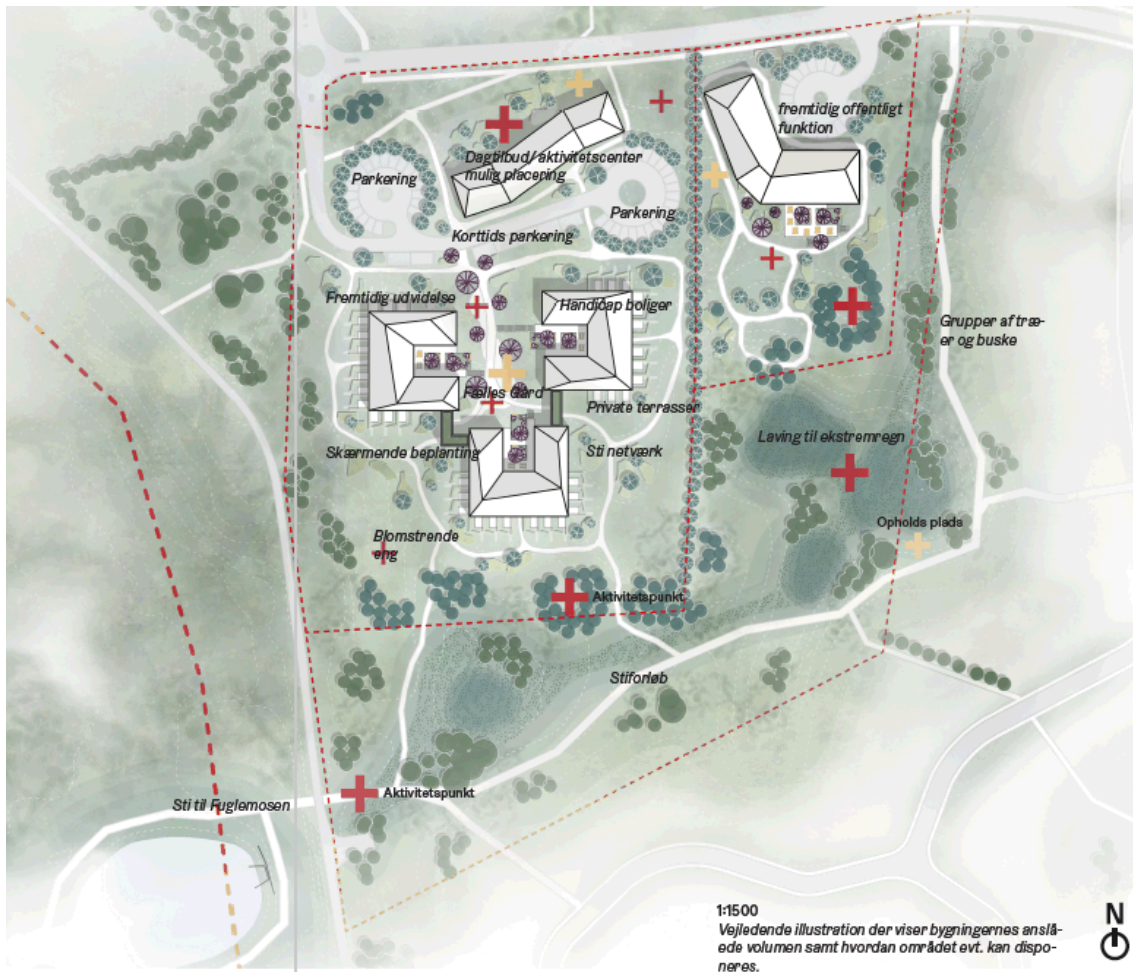 fremtidig offentligt
funktion
Dagtilbud/aktivitetscenter
mulig placering
Parkering
Parkering
Korttids parkering
Fremtidig udvidelse
Handicap boliger
Grupper af træ-
er og buske
Fælles Gård
Private terrasser
Skærmende beplanting
Sti netværk
Laving til ekstremregn
Opholds plads
Blomstrende
eng
Aktivitetspunkt
Stiforløb
Sti til Fuglemosen
Aktivitetspunkt
1:1500
Vejledende illustration der viser bygningernes anslå-
ede volumen samt hvordan området evt. kan dispo-
neres.
N